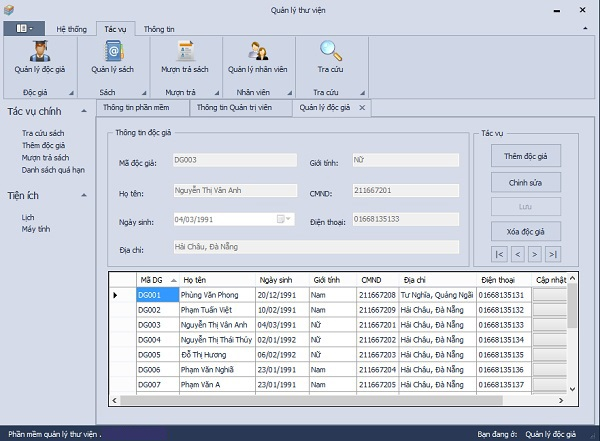 Quản lý thư viện
Hệ thống Tác vụ Thông tin
Quản lý độc giả Quản lý sách Mượn trả sách Quản lý nhân viên Tra cứu
Độc giả Sách Mượn trả Nhân viên Tra cứu
Tác vụ chính
Tra cứu sách
Thêm độc giả
Mượn trả sách
Danh sách quá hạn
Tiện ích
Lịch
Máy tính
Thông tin phần mềm Thông tin Quản trị viên Quản lý độc giả
Thông tin độc giả
Mã độc giả: DG003 Giới tính: Nữ
Họ tên: Nguyễn Thị Vân Anh CMND: 211667201
Ngày sinh: 04/03/1991 Điện thoại: 01668135133
Địa chỉ: Hải Châu, Đà Nẵng
Tác vụ
Thêm độc giả
Chỉnh sửa
Lưu
Xóa độc giả
|< < > >|
Mã DG Họ tên Ngày sinh Giới tính CMND Địa chỉ Điện thoại Cập nhật
DG001 Phùng Văn Phong 20/12/1991 Nam 211667208 Tư Nghĩa, Quảng Ngãi 01668135131
DG002 Phạm Tuấn Việt 10/02/1991 Nam 211667209 Hải Châu, Đà Nẵng 01668135132
DG003 Nguyễn Thị Vân Anh 04/03/1991 Nữ 211667201 Hải Châu, Đà Nẵng 01668135133
DG004 Nguyễn Thị Thái Thúy 02/01/1992 Nữ 211667202 Hải Châu, Đà Nẵng 01668135134
DG005 Đỗ Thị Hương 06/02/1992 Nữ 211667203 Hải Châu, Đà Nẵng 01668135135
DG006 Phạm Văn Nghiã 23/01/1991 Nam 211667204 Hải Châu, Đà Nẵng 01668135136
DG007 Phạm Văn A 23/01/1991 Nam 211667205 Hải Châu, Đà Nẵng 01668135137
Phần mềm quản lý thư viện . Bạn đang ở: Quản lý độc giả